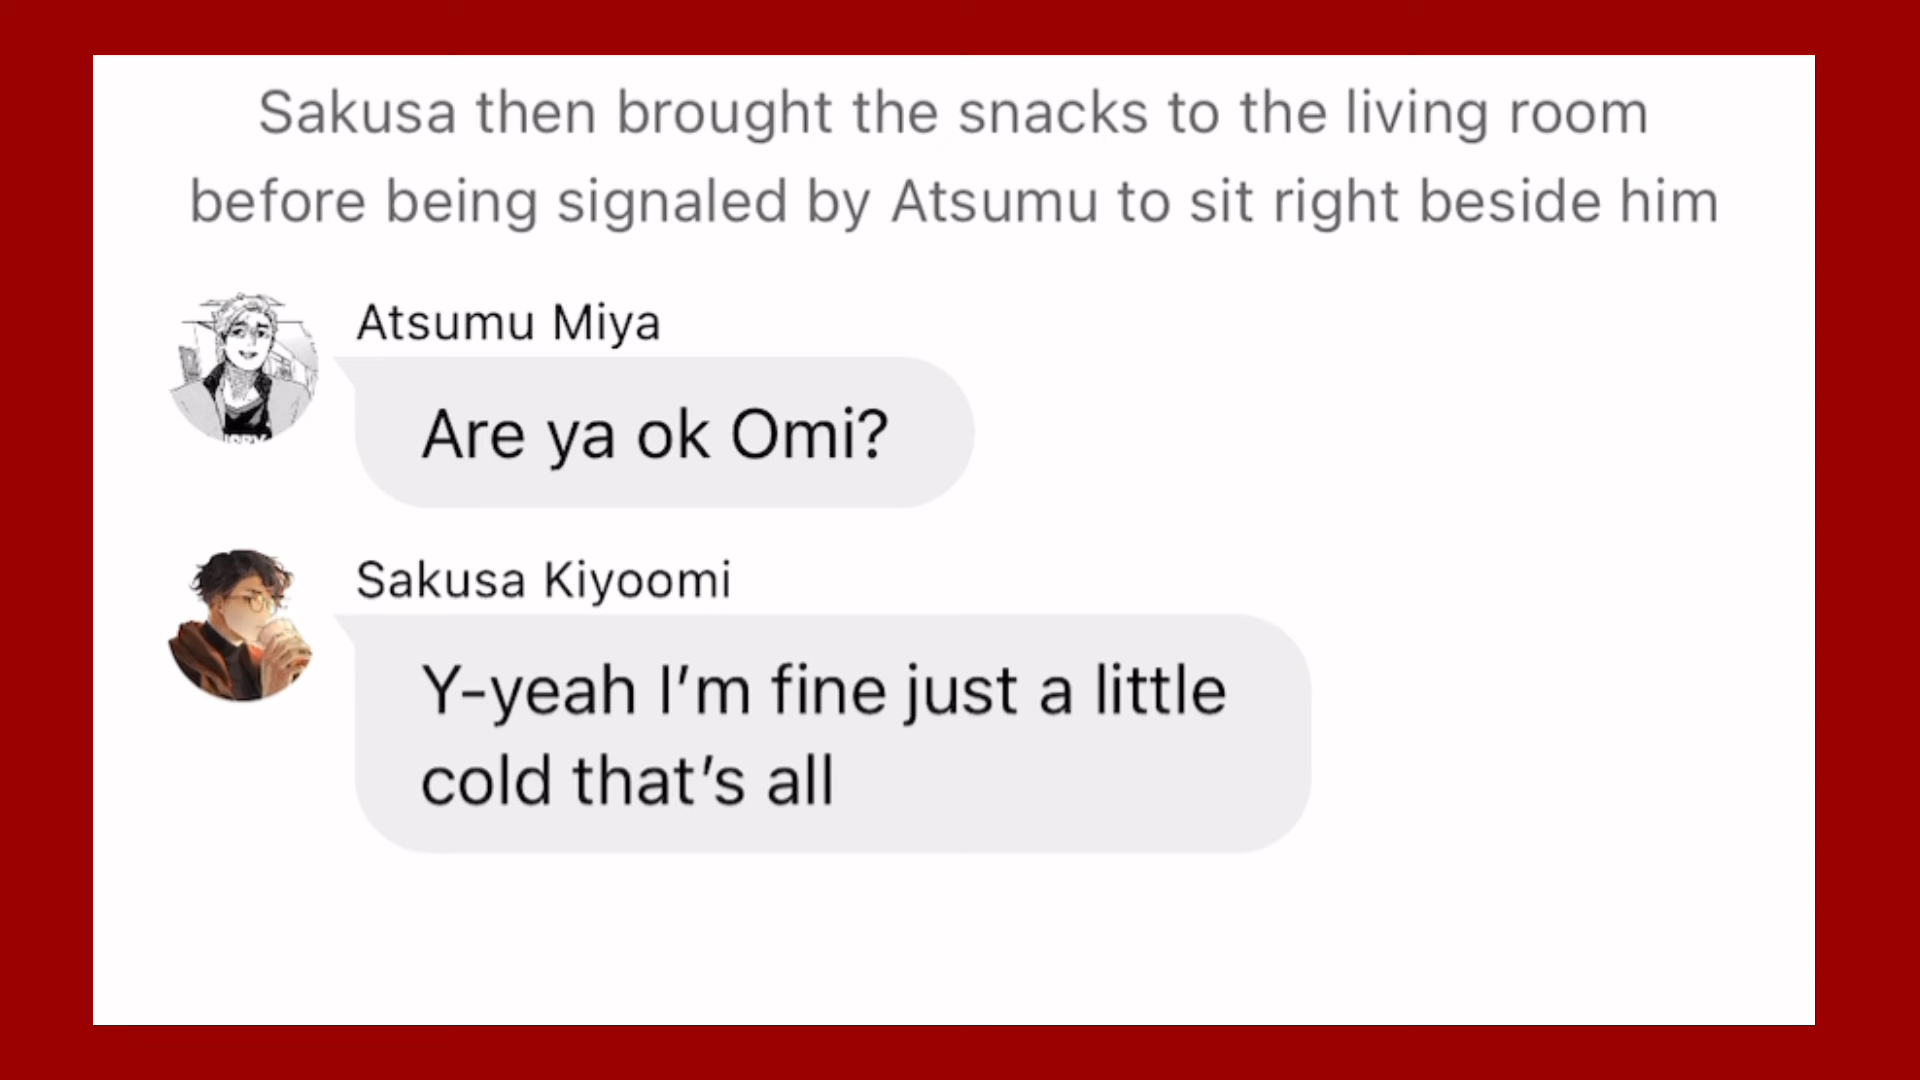 Sakusa then brought the snacks to the living room
before being signaled by Atsumu to sit right beside him
Atsumu Miya
Are ya ok Omi?
Sakusa Kiyoomi
Y-yeah I’m fine just a little
cold that’s all